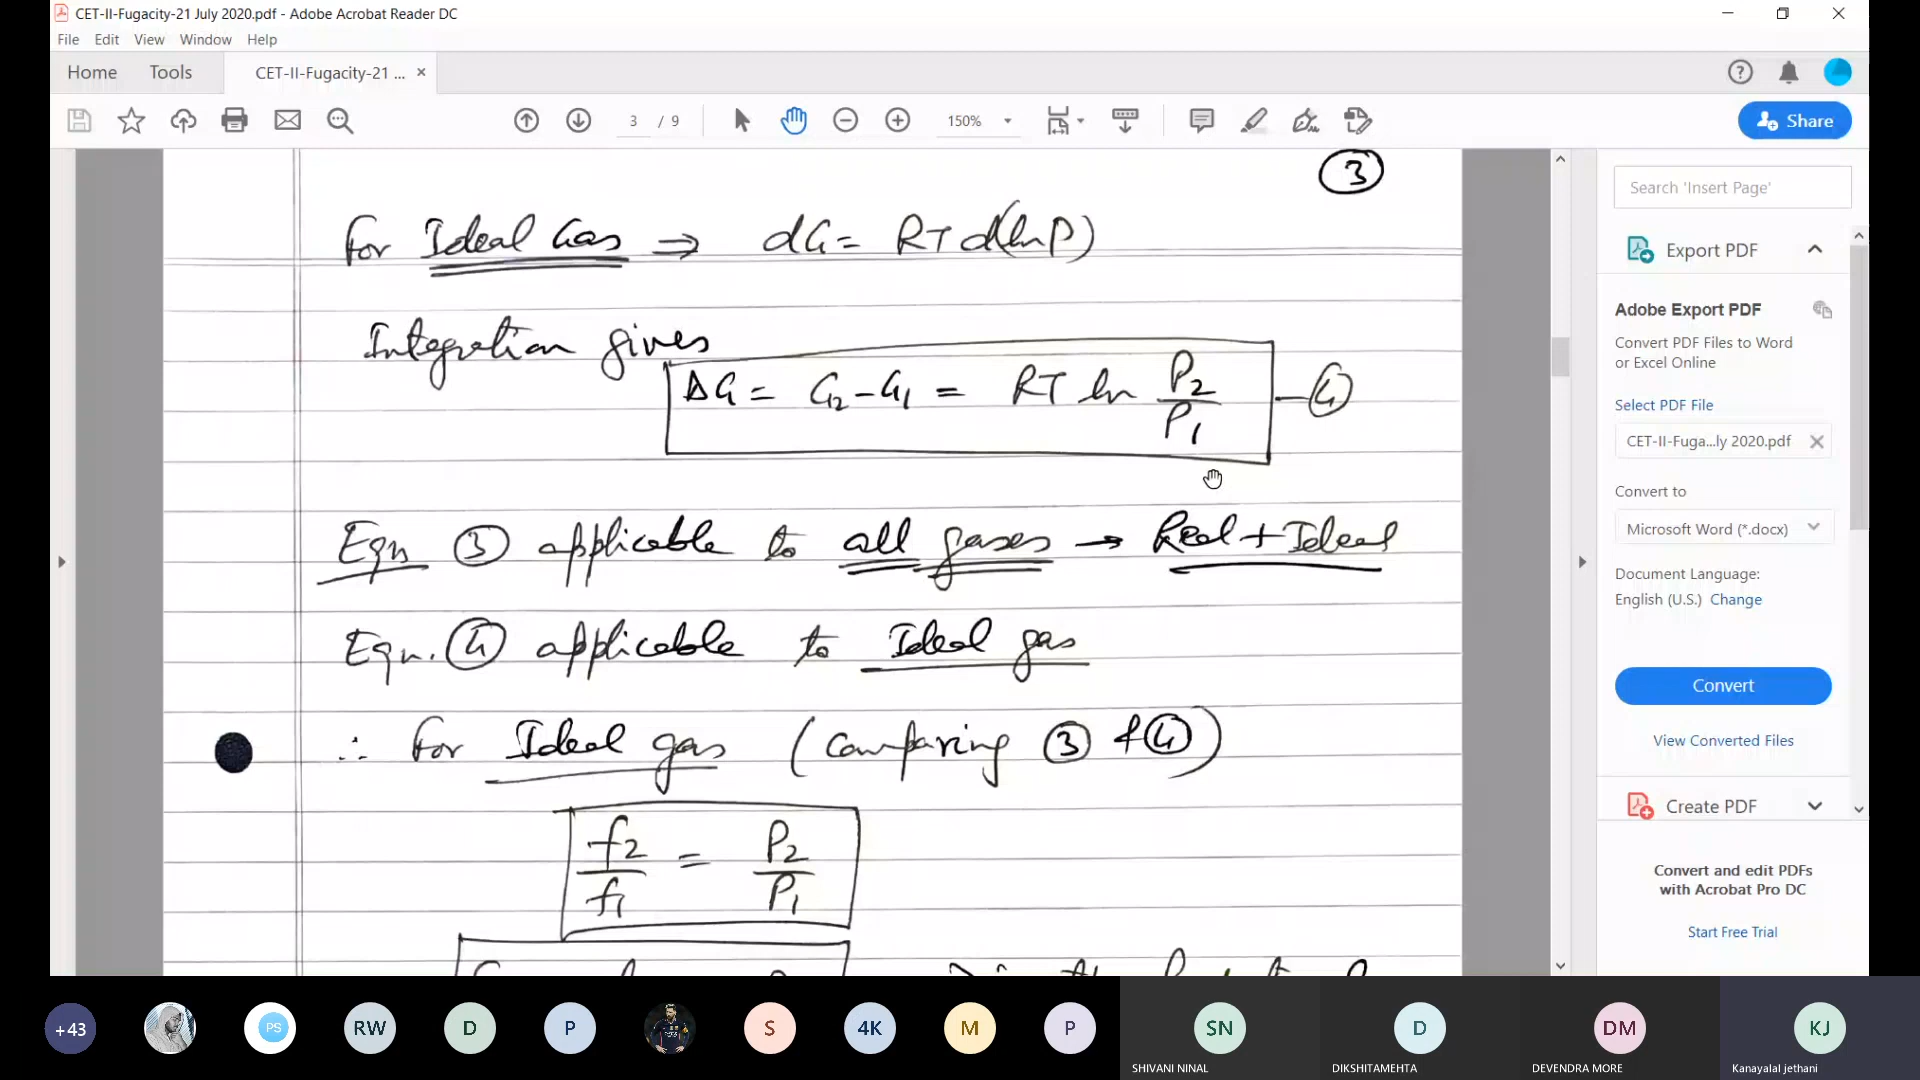 CET-II-Fugacity-21 July 2020.pdf - Adobe Acrobat Reader DC
File Edit View Window Help
Home Tools CET-II-Fugacity-21 ... ×
3 / 9 150% Share
3
For Ideal Gas ⇒ dG = RT d(ln P)
Integration gives
ΔG = G₂ - G₁ = RT ln P₂/P₁ - 4
Eqn 3 applicable to all gases → Real + Ideal
Eqn. 4 applicable to Ideal gas
∴ For Ideal gas (Comparing 3 & 4)
f₂/f₁ = P₂/P₁
Search 'Insert Page'
Export PDF
Adobe Export PDF
Convert PDF Files to Word
or Excel Online
Select PDF File
CET-II-Fuga...ly 2020.pdf
Convert to
Microsoft Word (*.docx)
Document Language:
English (U.S.) Change
Convert
View Converted Files
Create PDF
Convert and edit PDFs
with Acrobat Pro DC
Start Free Trial
+43 PS RW D P S 4K M P SN D DM KJ
SHIVANI NINAL DIKSHITAMEHTA DEVENDRA MORE Kanayalal jethani